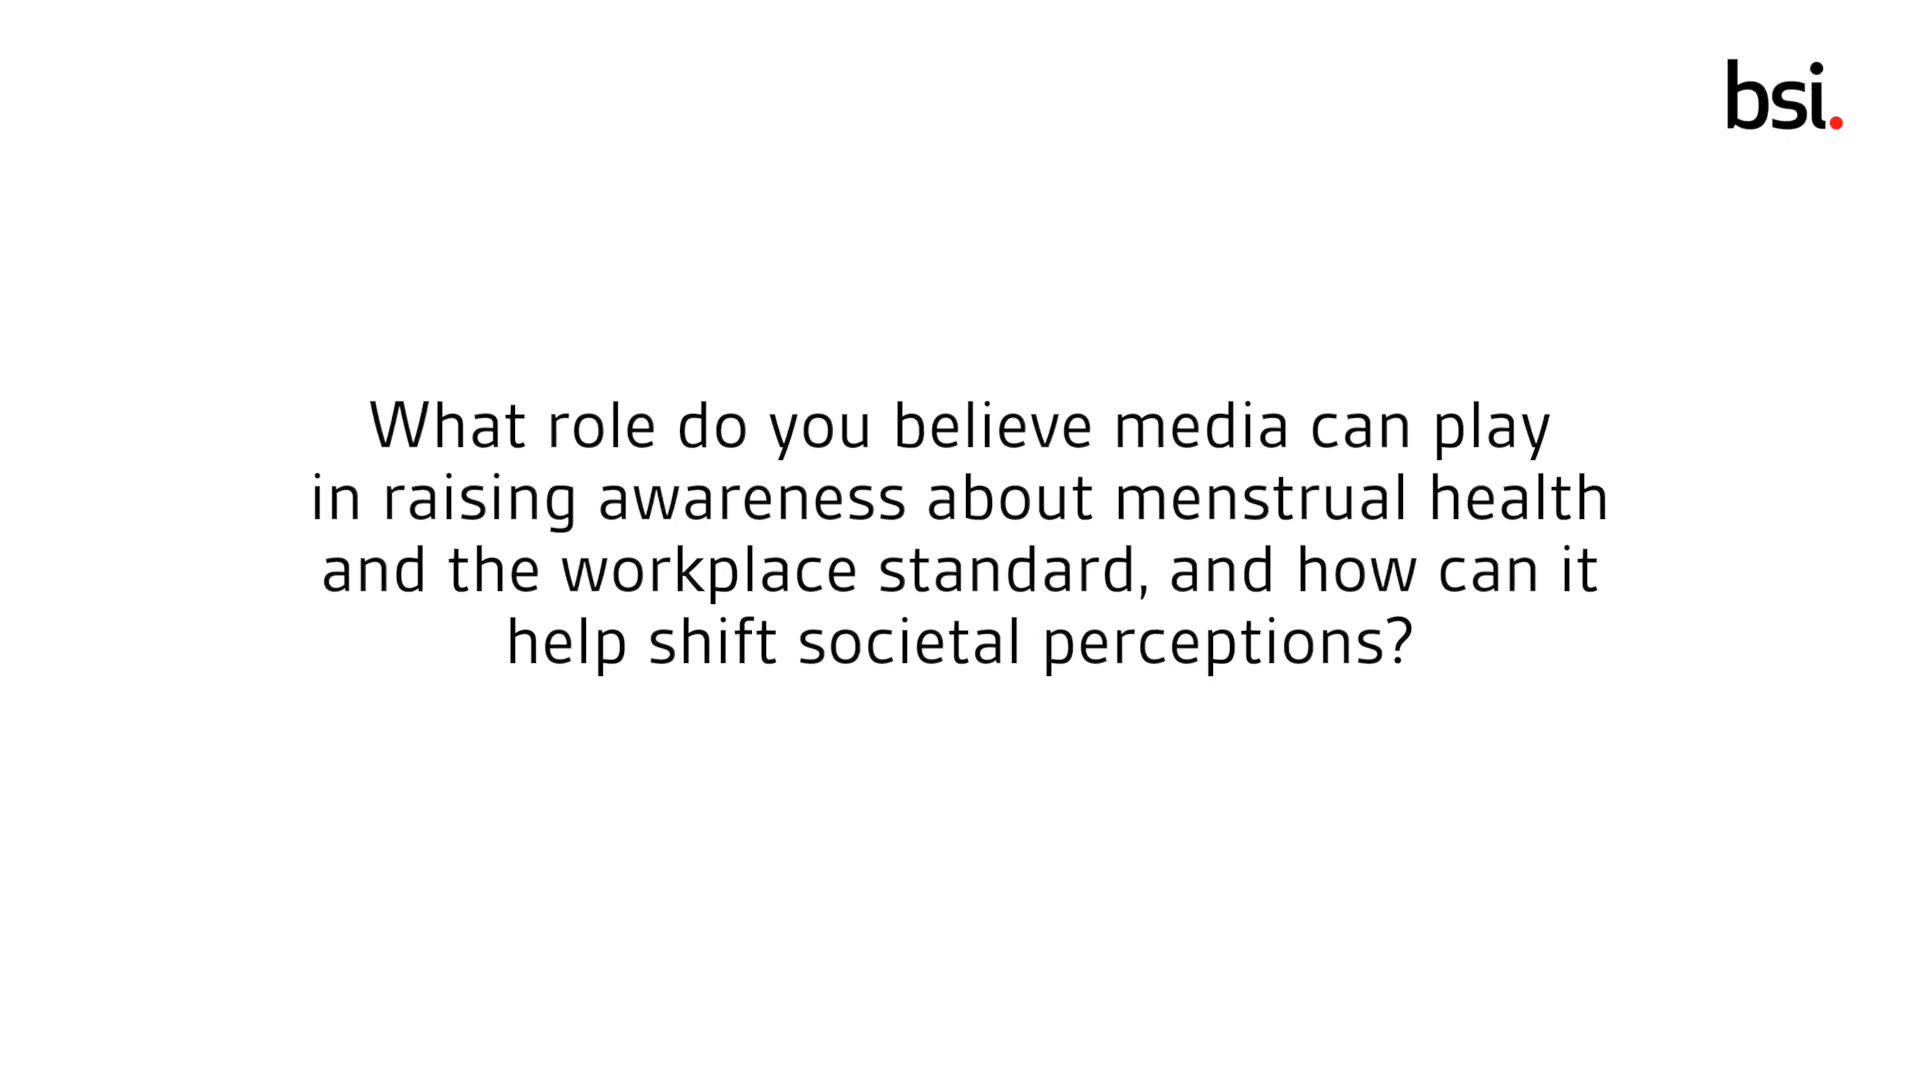 bsi.
What role do you believe media can play
in raising awareness about menstrual health
and the workplace standard, and how can it
help shift societal perceptions?